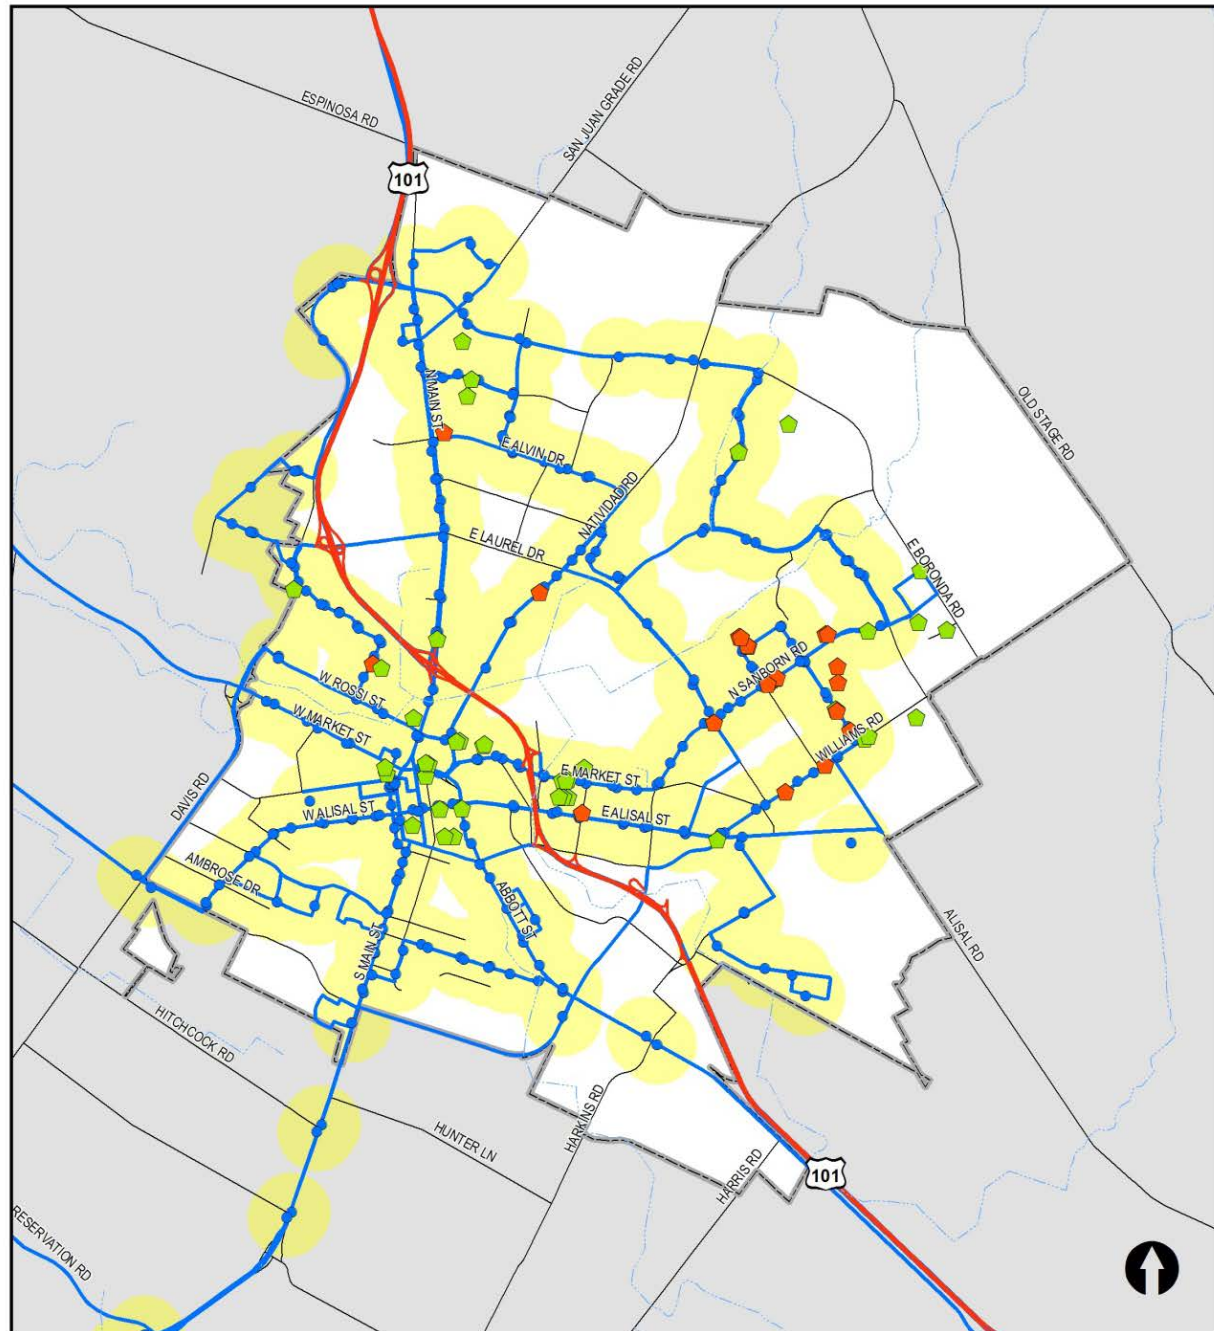 ESPINOSA RD
SAN JUAN GRADE RD
101
OLD STAGE RD
N MAIN ST
E ALVIN DR
NATIVIDAD RD
E LAUREL DR
E BORONDA RD
N SANBORN RD
W ROSSI ST
W MARKET ST
WILLIAMS RD
E MARKET ST
DAVIS RD
W ALISAL ST
E ALISAL ST
AMBROSE DR
ABBOTT ST
S MAIN ST
ALISAL RD
HITCHCOCK RD
HUNTER LN
HARKINS RD
HARRIS RD
101
RESERVATION RD